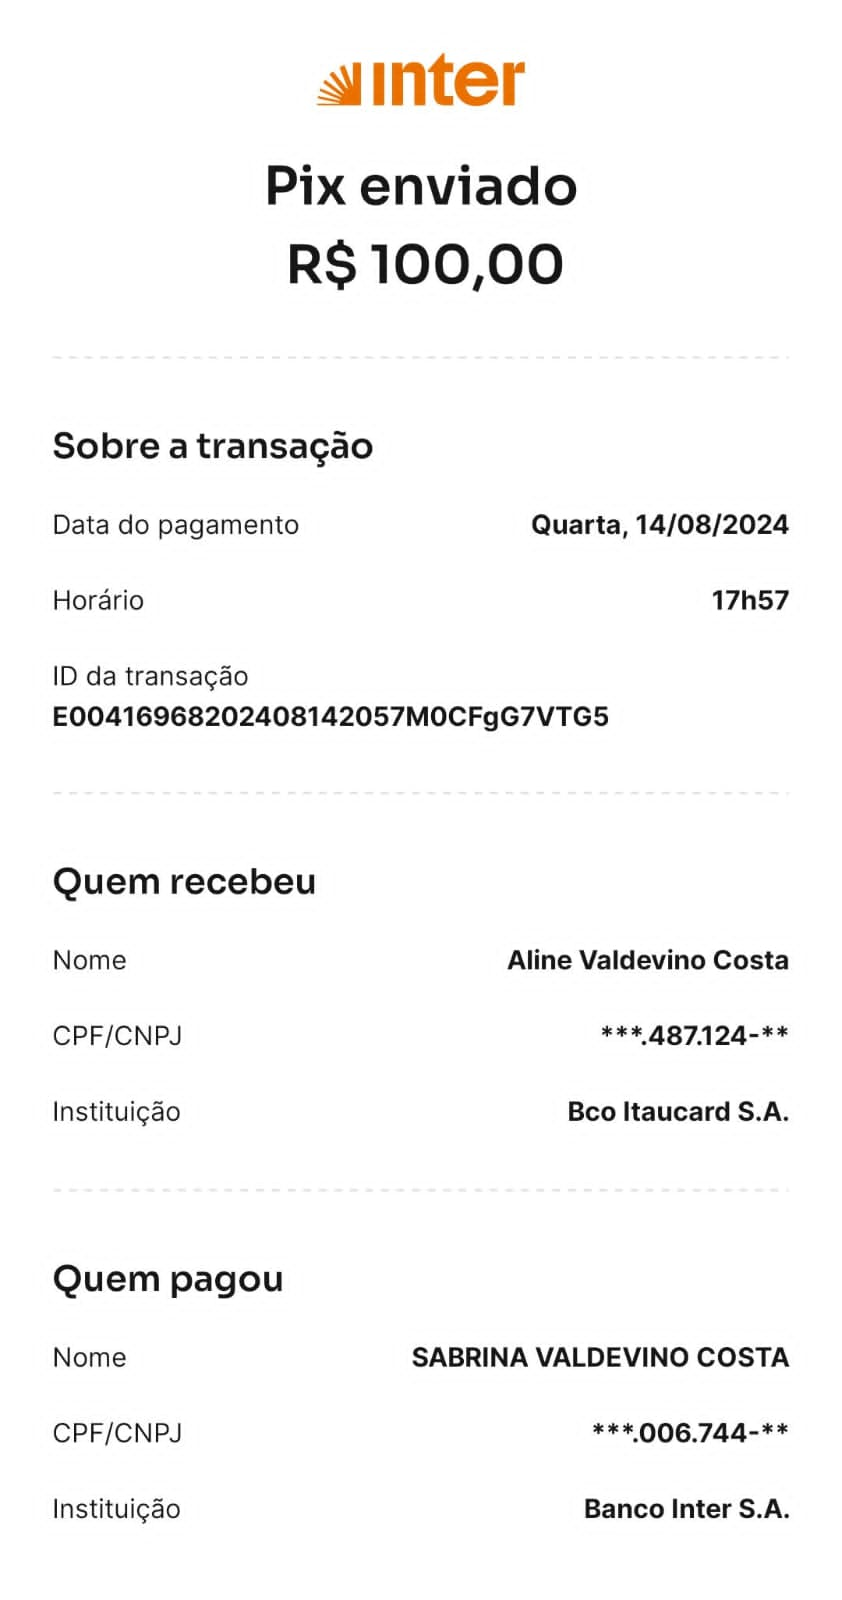 inter
Pix enviado
R$ 100,00
Sobre a transação
Data do pagamento Quarta, 14/08/2024
Horário 17h57
ID da transação
E00416968202408142057M0CFgG7VTG5
Quem recebeu
Nome Aline Valdevino Costa
CPF/CNPJ ***.487.124-**
Instituição Bco Itaucard S.A.
Quem pagou
Nome SABRINA VALDEVINO COSTA
CPF/CNPJ ***.006.744-**
Instituição Banco Inter S.A.